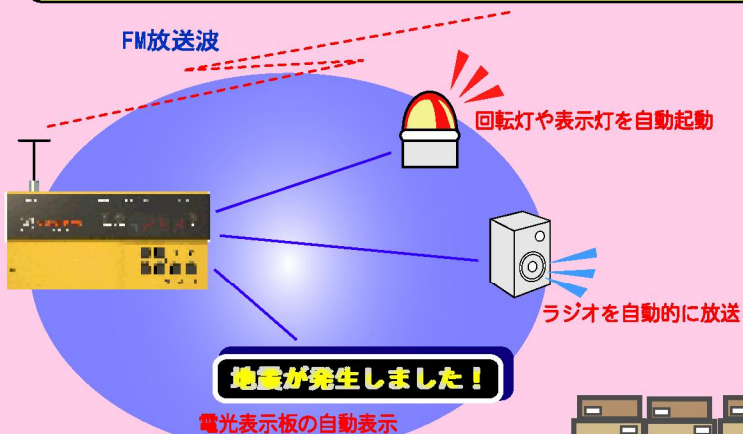 FM放送波
回転灯や表示灯を自動起動
ラジオを自動的に放送
地震が発生しました！
電光表示板の自動表示